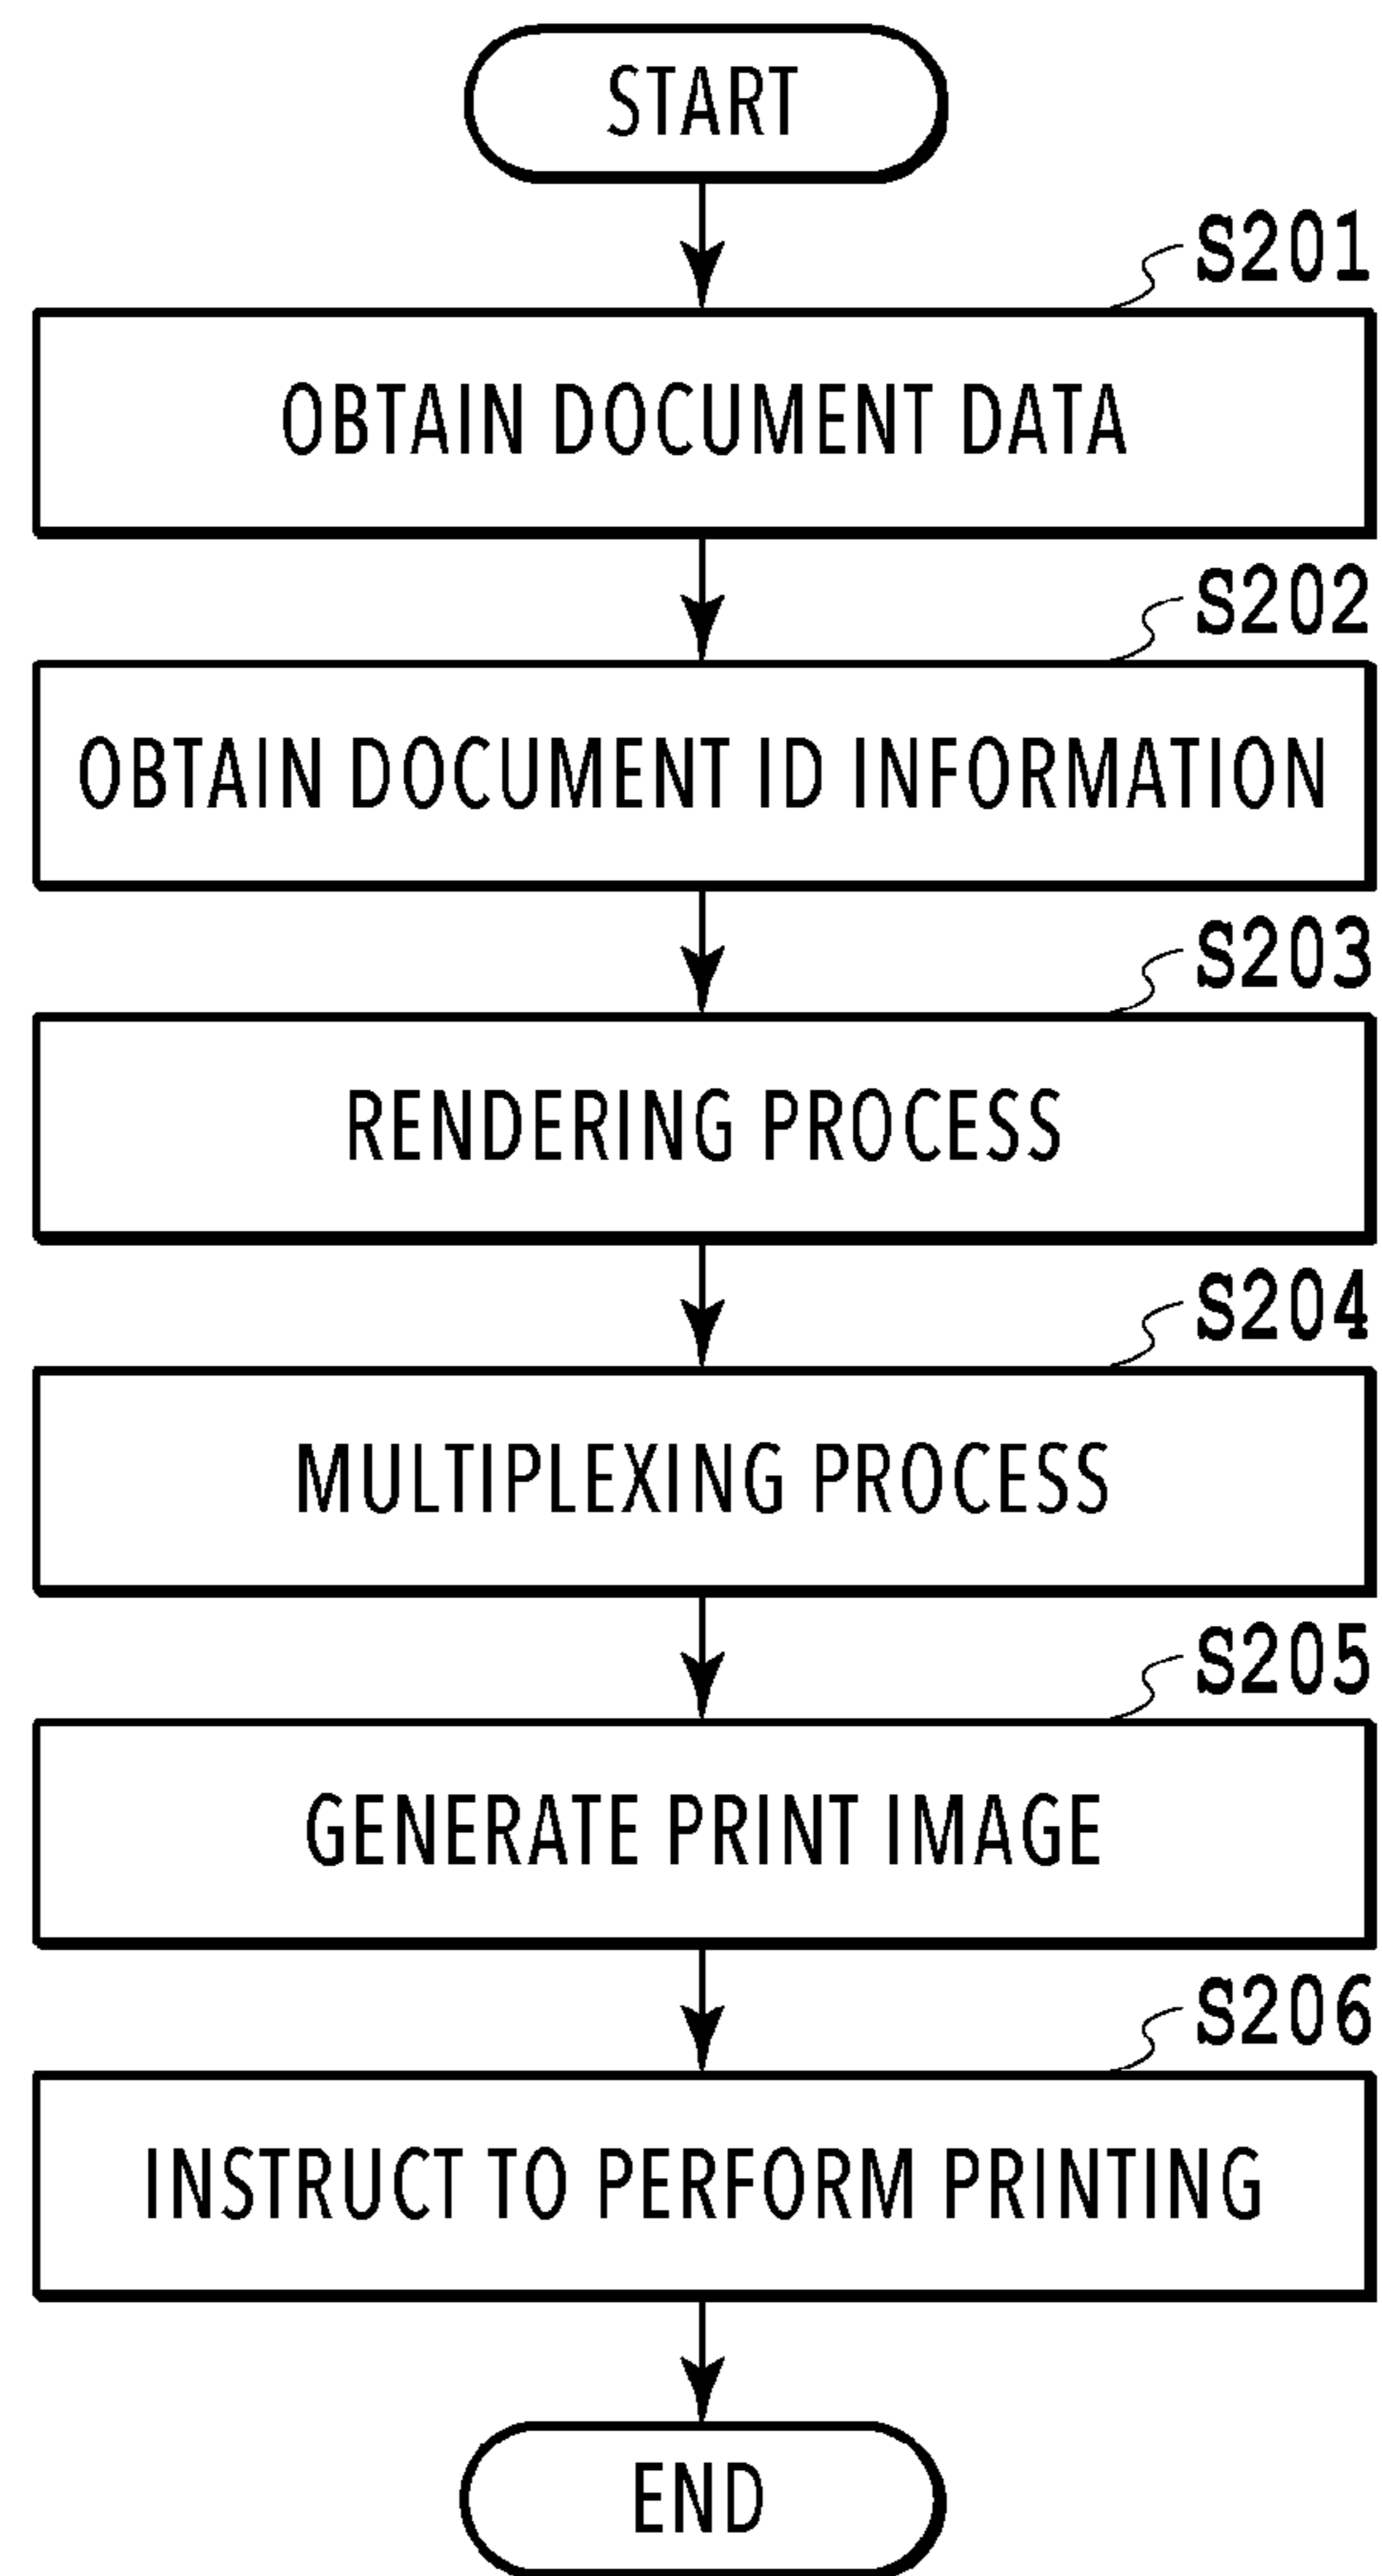 START
S201
OBTAIN DOCUMENT DATA
S202
OBTAIN DOCUMENT ID INFORMATION
S203
RENDERING PROCESS
S204
MULTIPLEXING PROCESS
S205
GENERATE PRINT IMAGE
S206
INSTRUCT TO PERFORM PRINTING
END